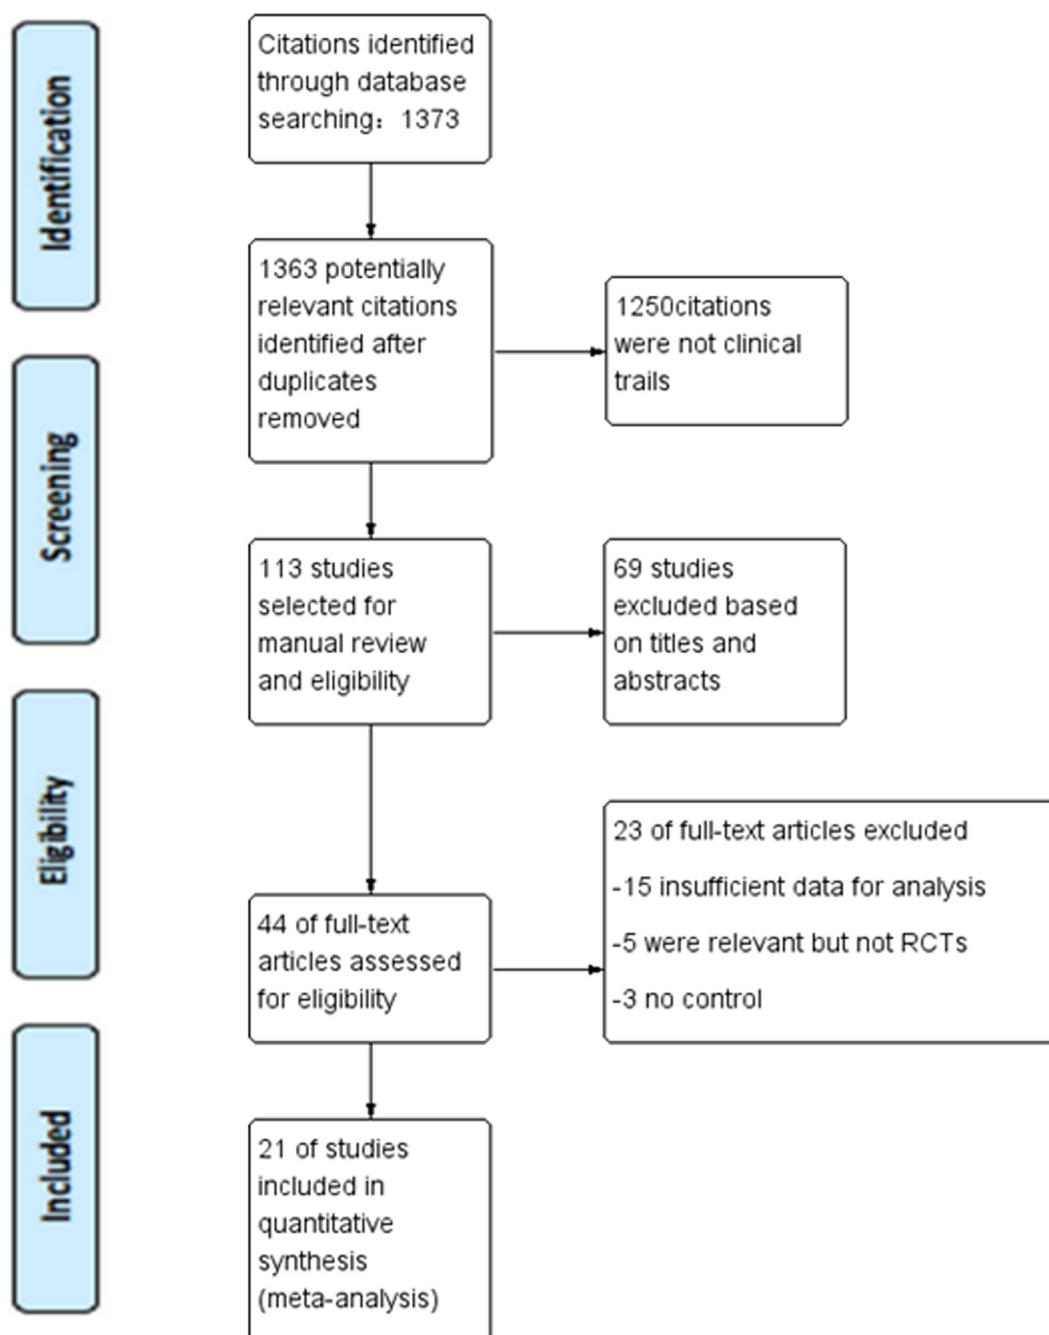 Identification
Citations identified
through database
searching：1373
1363 potentially
relevant citations
identified after
duplicates
removed
1250citations
were not clinical
trails
Screening
113 studies
selected for
manual review
and eligibility
69 studies
excluded based
on titles and
abstracts
Eligibility
44 of full-text
articles assessed
for eligibility
23 of full-text articles excluded
-15 insufficient data for analysis
-5 were relevant but not RCTs
-3 no control
Included
21 of studies
included in
quantitative
synthesis
(meta-analysis)